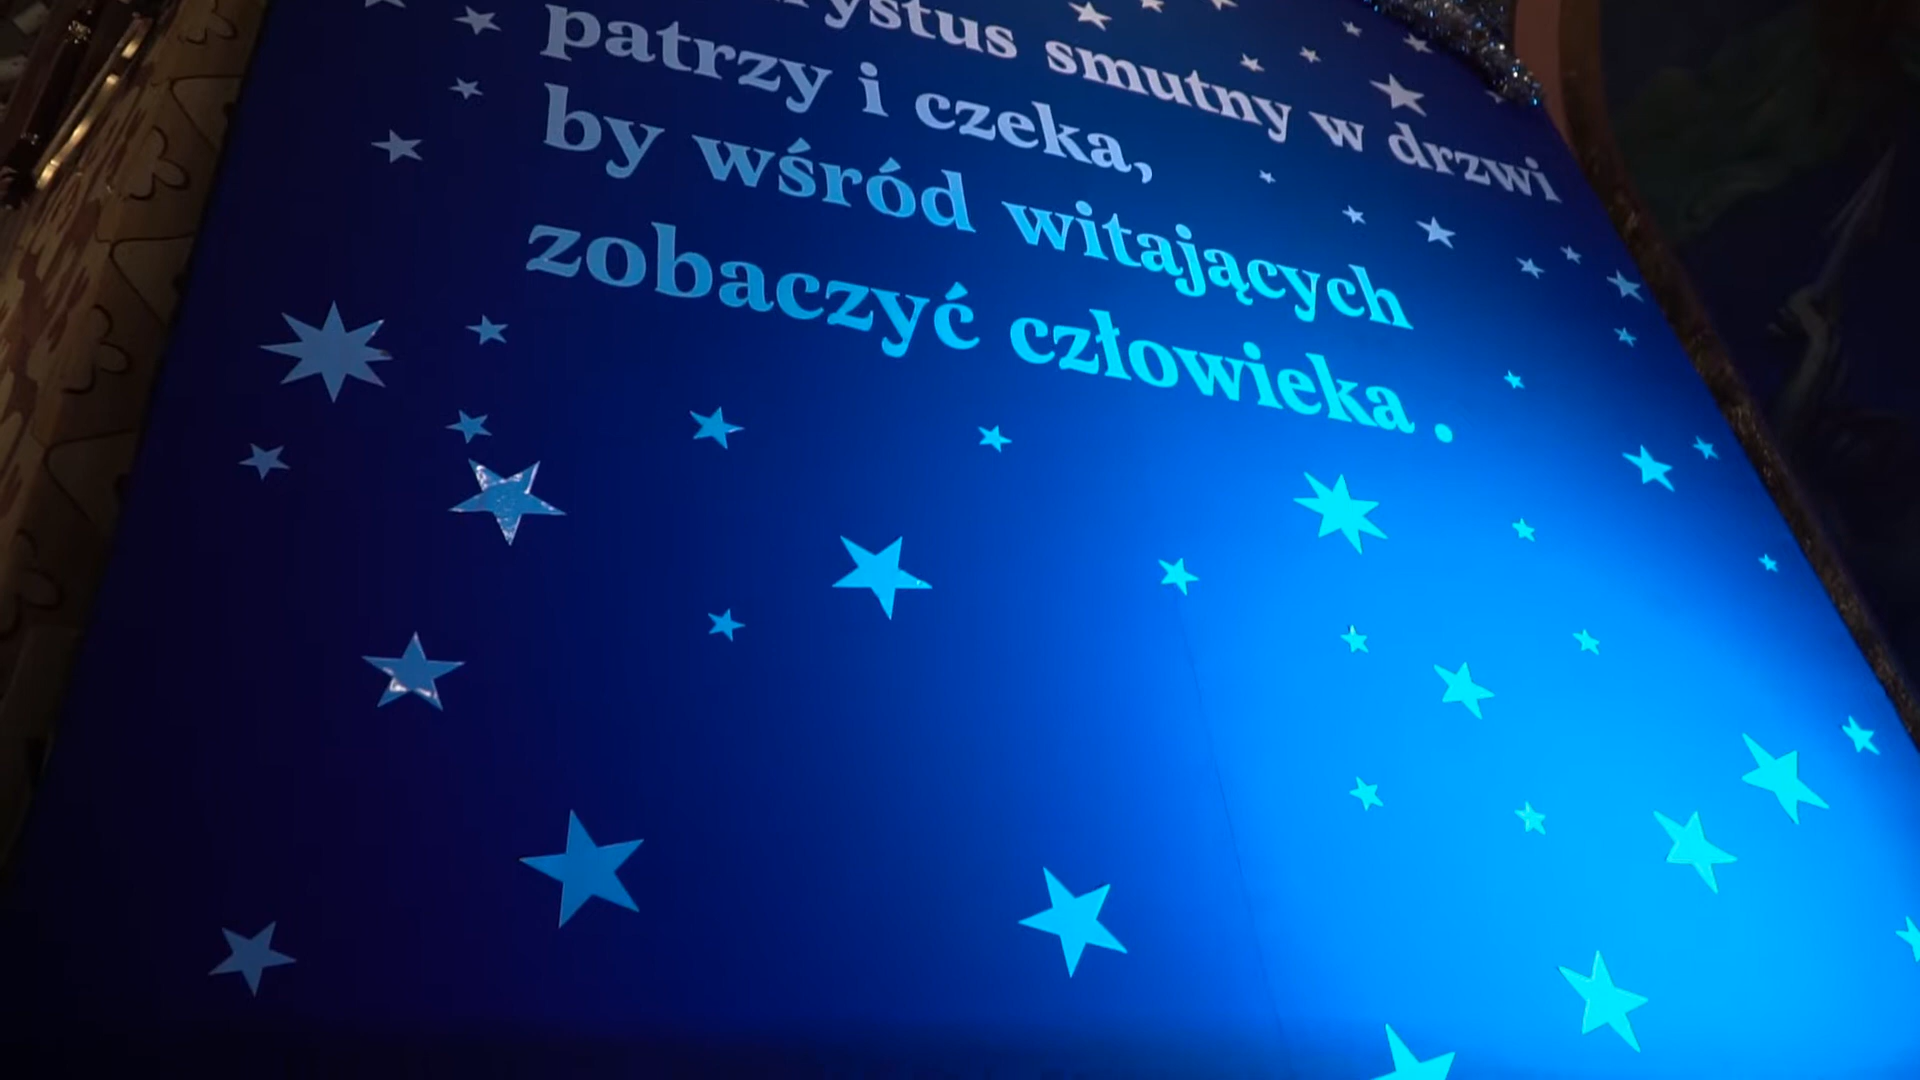 smutny w drzwi
patrzy i czeka,
by wśród witających
zobaczyć człowieka .